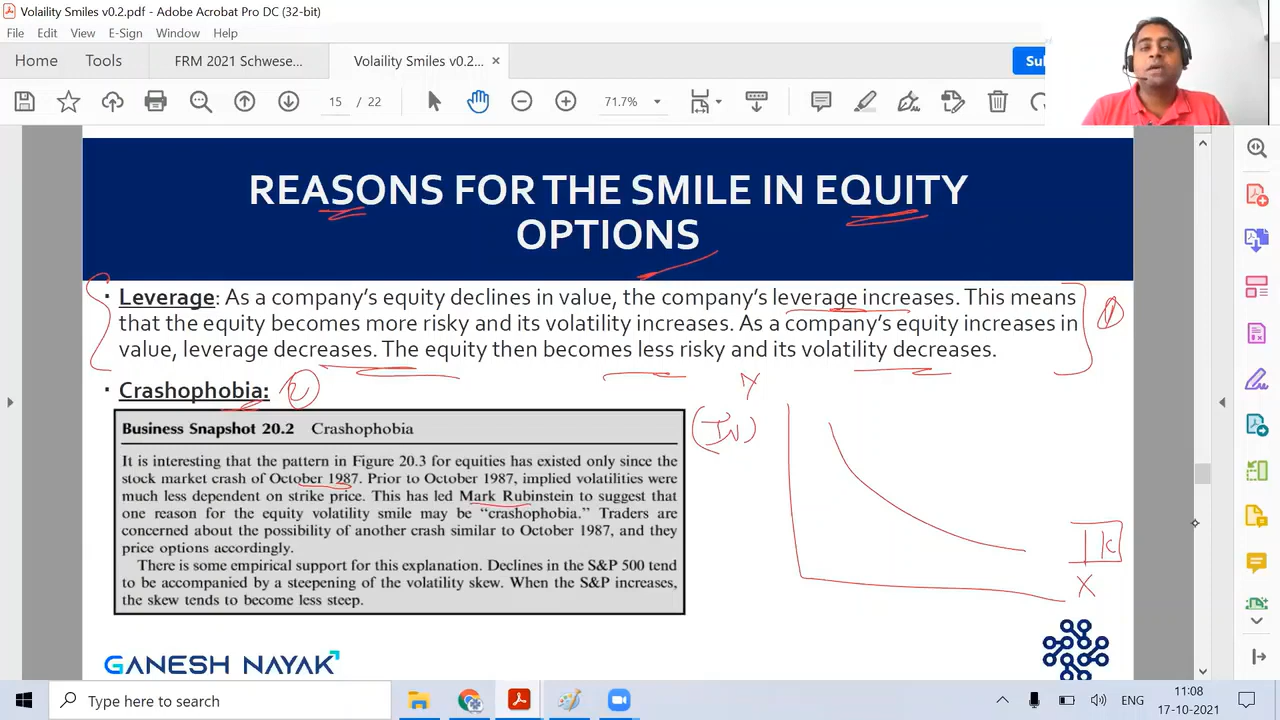 Volaility Smiles v0.2.pdf - Adobe Acrobat Pro DC (32-bit)
File Edit View E-Sign Window Help
Home Tools FRM 2021 Schwese... Volaility Smiles v0.2... ×
Su
15 / 22 71.7%
REASONS FOR THE SMILE IN EQUITY
OPTIONS
· Leverage: As a company's equity declines in value, the company's leverage increases. This means
that the equity becomes more risky and its volatility increases. As a company's equity increases in
value, leverage decreases. The equity then becomes less risky and its volatility decreases.
1
· Crashophobia:
2
Y
(IV)
Business Snapshot 20.2 Crashophobia
It is interesting that the pattern in Figure 20.3 for equities has existed only since the
stock market crash of October 1987. Prior to October 1987, implied volatilities were
much less dependent on strike price. This has led Mark Rubinstein to suggest that
one reason for the equity volatility smile may be "crashophobia." Traders are
concerned about the possibility of another crash similar to October 1987, and they
price options accordingly.
There is some empirical support for this explanation. Declines in the S&P 500 tend
to be accompanied by a steepening of the volatility skew. When the S&P increases,
the skew tends to become less steep.
K
X
GANESH NAYAK
Type here to search
ENG
11:08
17-10-2021